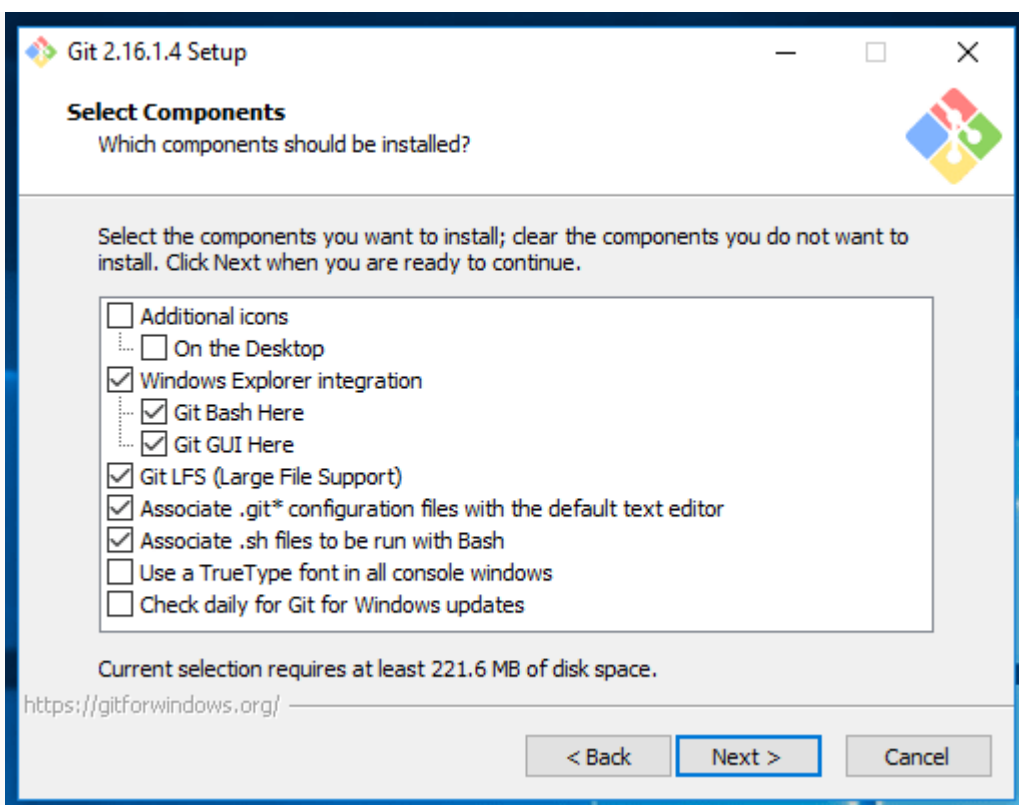 Git 2.16.1.4 Setup
Select Components
Which components should be installed?
Select the components you want to install; clear the components you do not want to
install. Click Next when you are ready to continue.
Additional icons
On the Desktop
Windows Explorer integration
Git Bash Here
Git GUI Here
Git LFS (Large File Support)
Associate .git* configuration files with the default text editor
Associate .sh files to be run with Bash
Use a TrueType font in all console windows
Check daily for Git for Windows updates
Current selection requires at least 221.6 MB of disk space.
https://gitforwindows.org/
< Back Next > Cancel